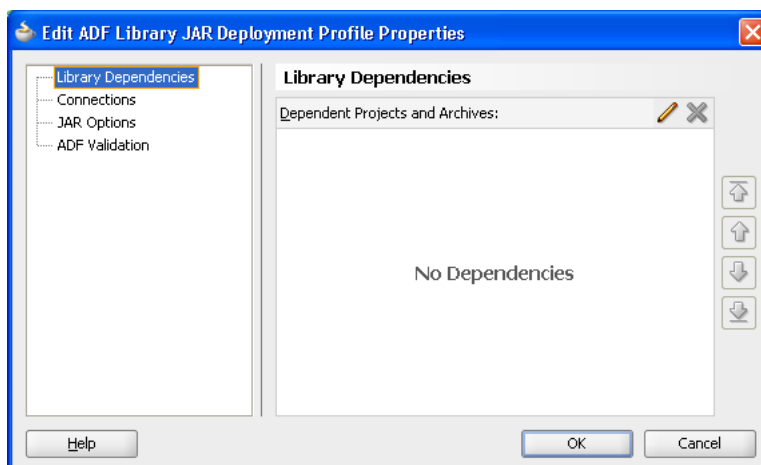 Edit ADF Library JAR Deployment Profile Properties
Library Dependencies
Connections
JAR Options
ADF Validation
Library Dependencies
Dependent Projects and Archives:
No Dependencies
Help
OK
Cancel